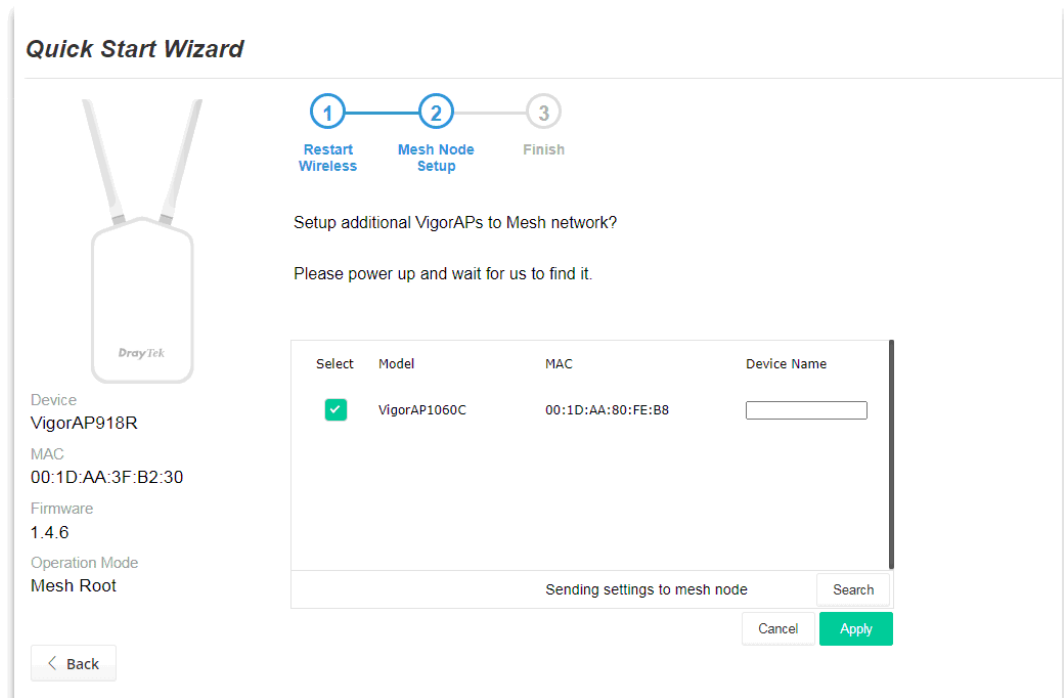 Quick Start Wizard
1
2
3
Restart
Wireless
Mesh Node
Setup
Finish
Setup additional VigorAPs to Mesh network?
Please power up and wait for us to find it.
DrayTek
Device
VigorAP918R
MAC
00:1D:AA:3F:B2:30
Firmware
1.4.6
Operation Mode
Mesh Root
Select Model MAC Device Name
VigorAP1060C 00:1D:AA:80:FE:B8
Sending settings to mesh node Search
Cancel Apply
Back